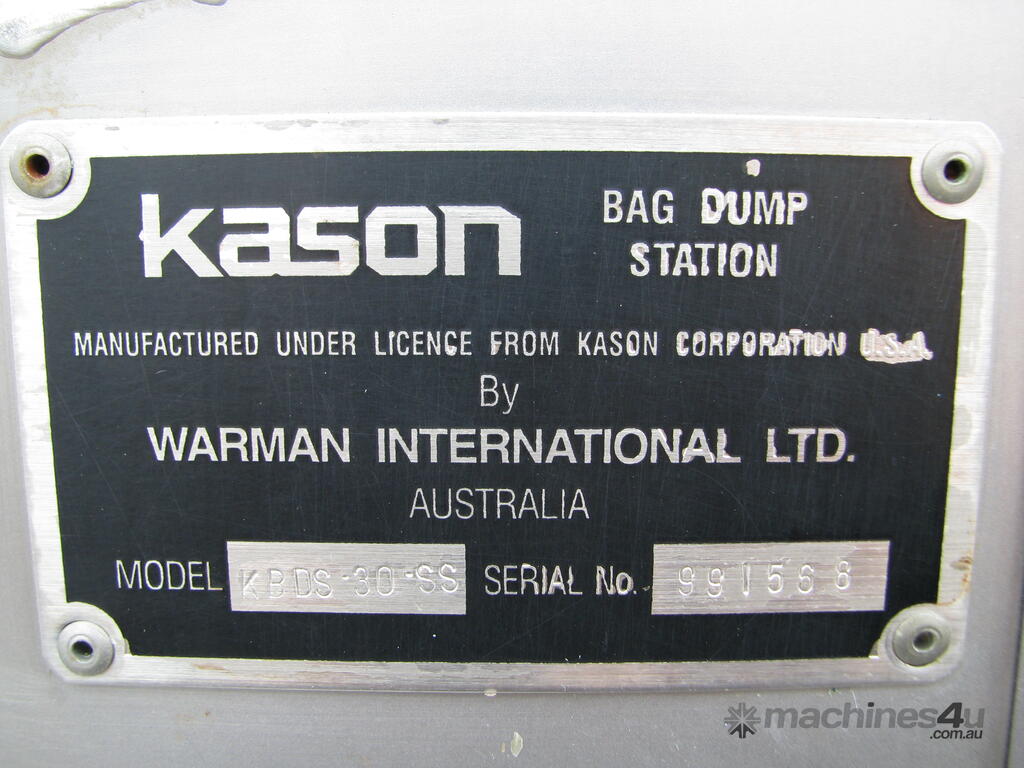 kason BAG DUMP
STATION
MANUFACTURED UNDER LICENCE FROM KASON CORPORATION U.S.A.
By
WARMAN INTERNATIONAL LTD.
AUSTRALIA
MODEL KBDS-30-SS SERIAL No. 991568
machines4u
.com.au